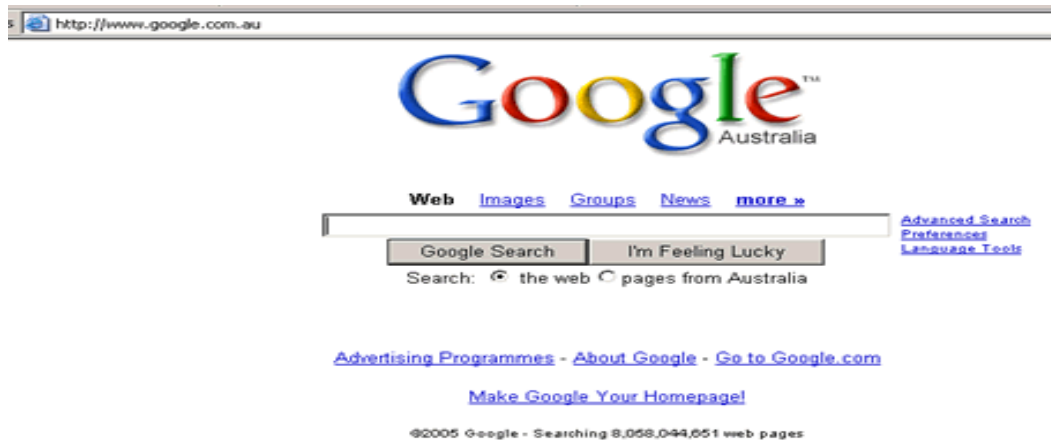 s http://www.google.com.au
Google™
Australia
Web Images Groups News more »
Advanced Search
Preferences
Language Tools
Google Search I'm Feeling Lucky
Search: the web pages from Australia
Advertising Programmes - About Google - Go to Google.com
Make Google Your Homepage!
©2005 Google - Searching 8,058,044,651 web pages